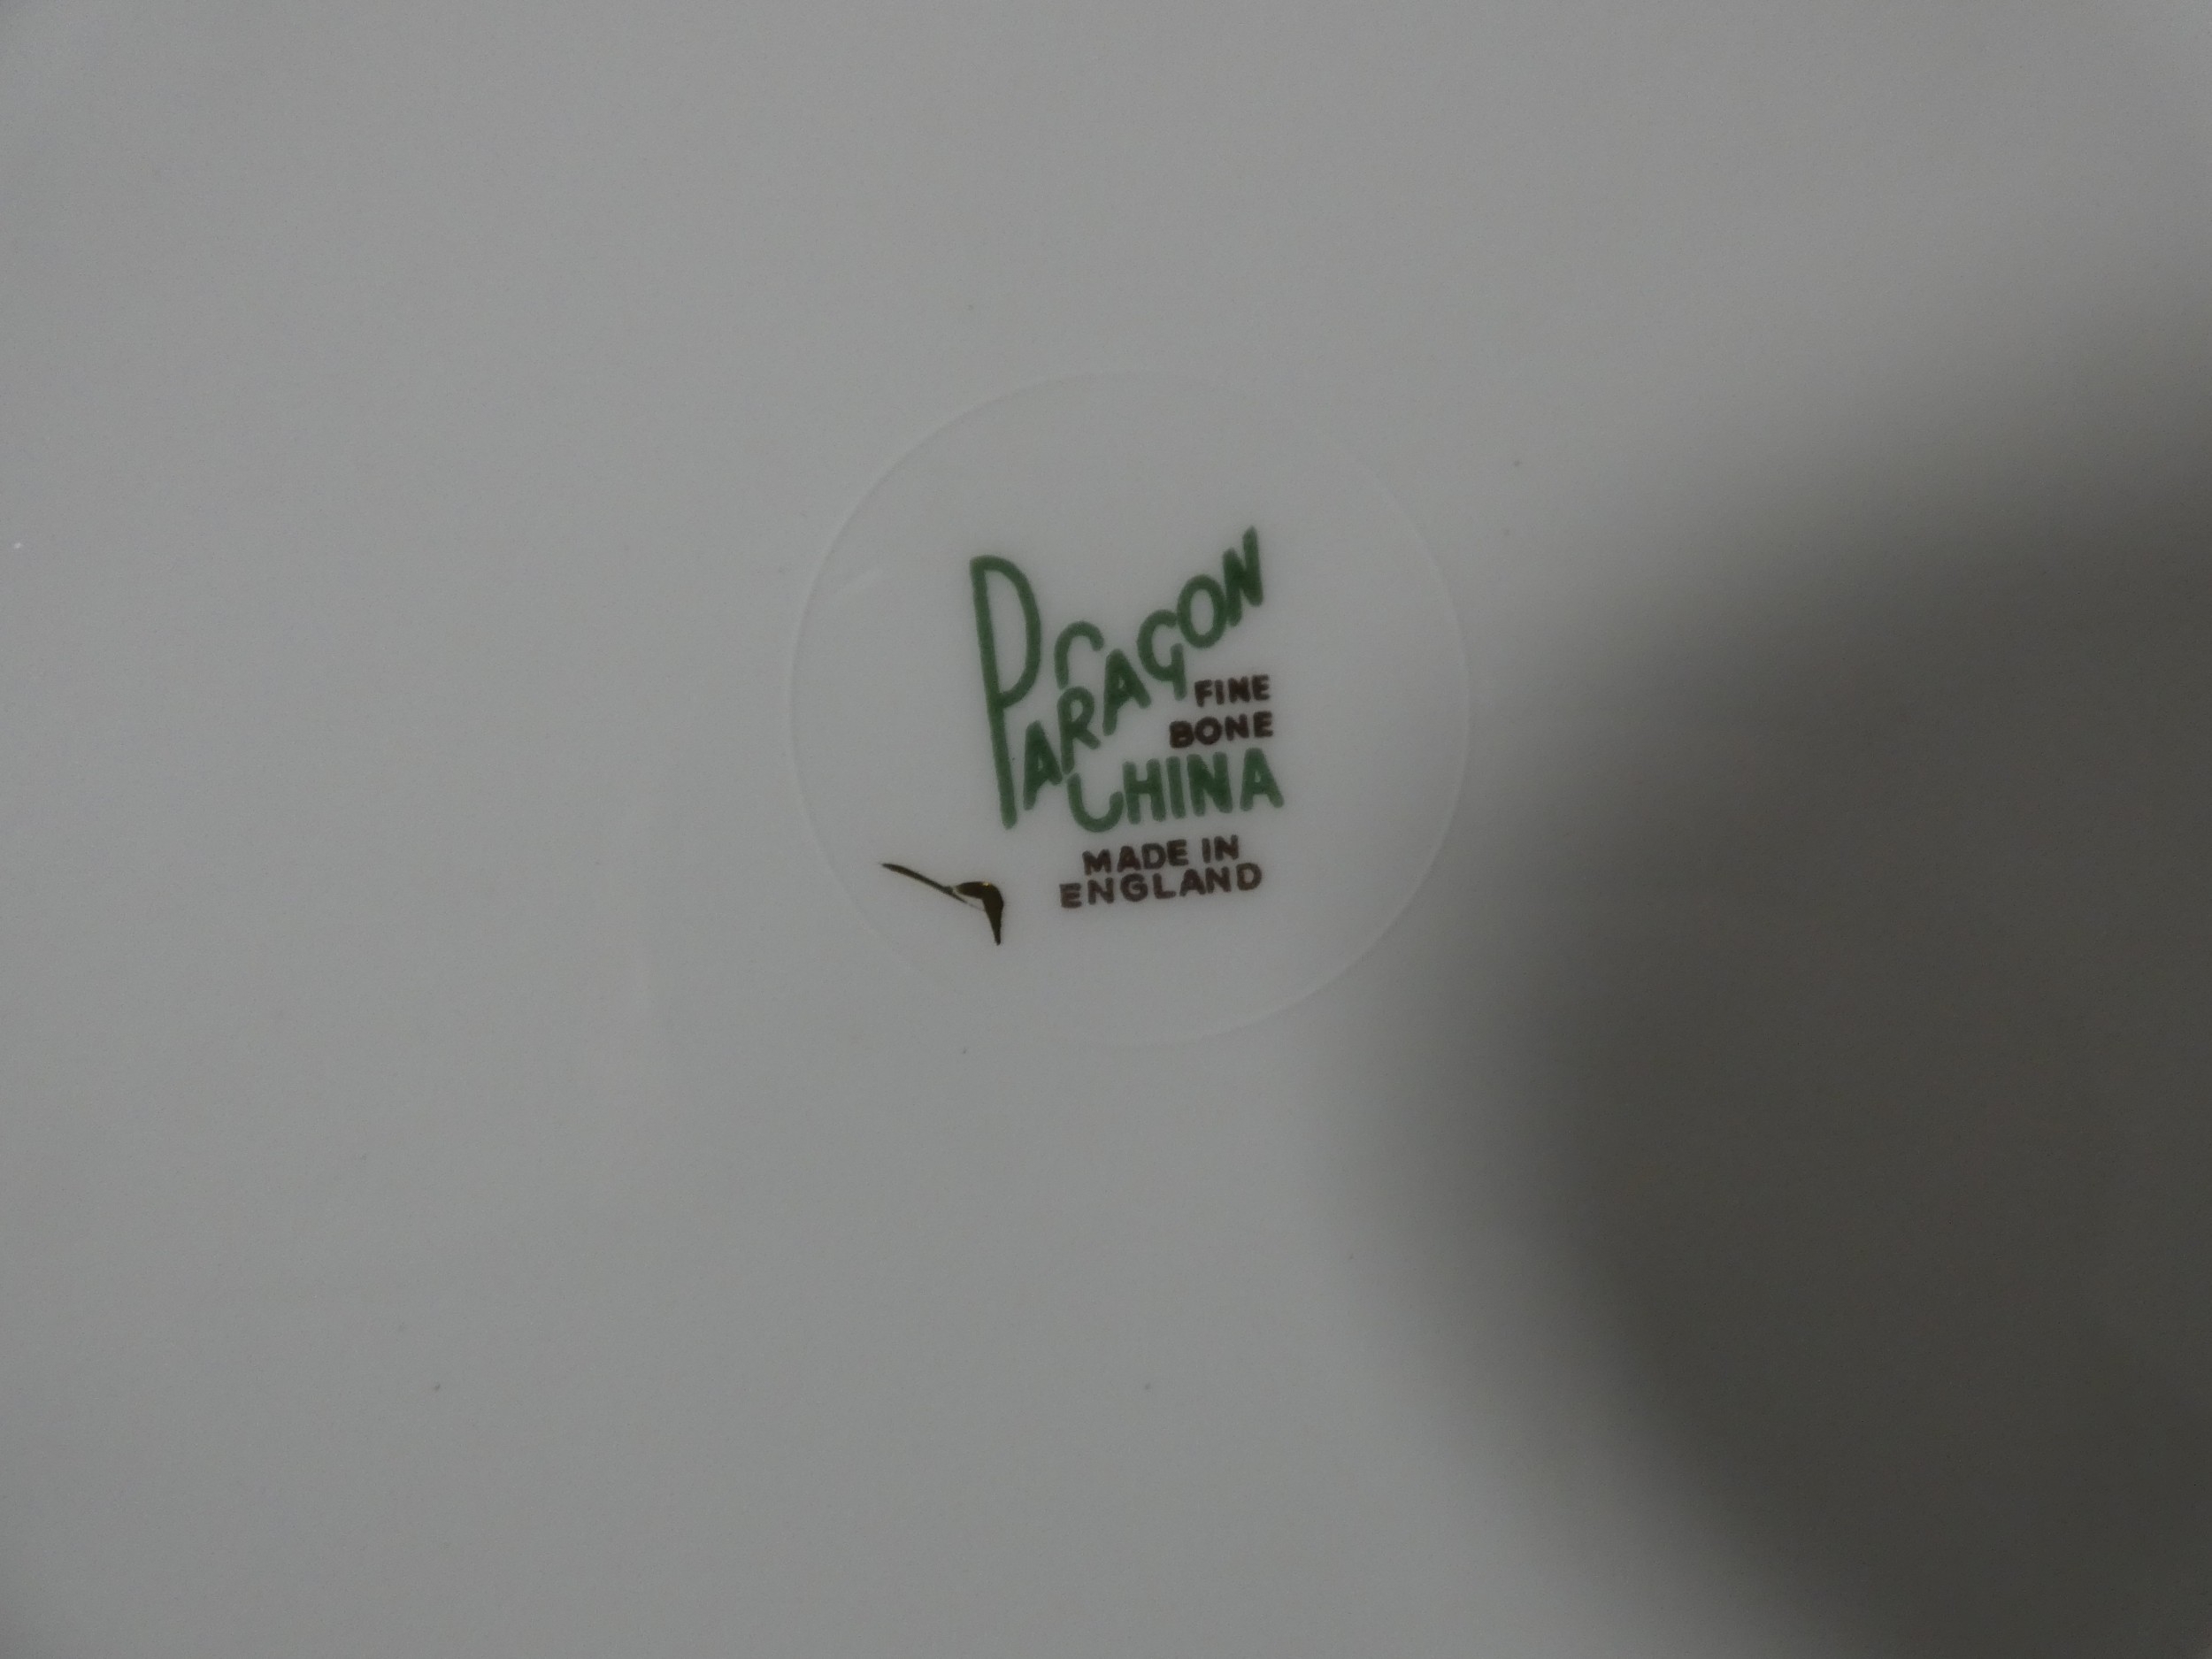 PARAGON
FINE
BONE
CHINA
MADE IN
ENGLAND